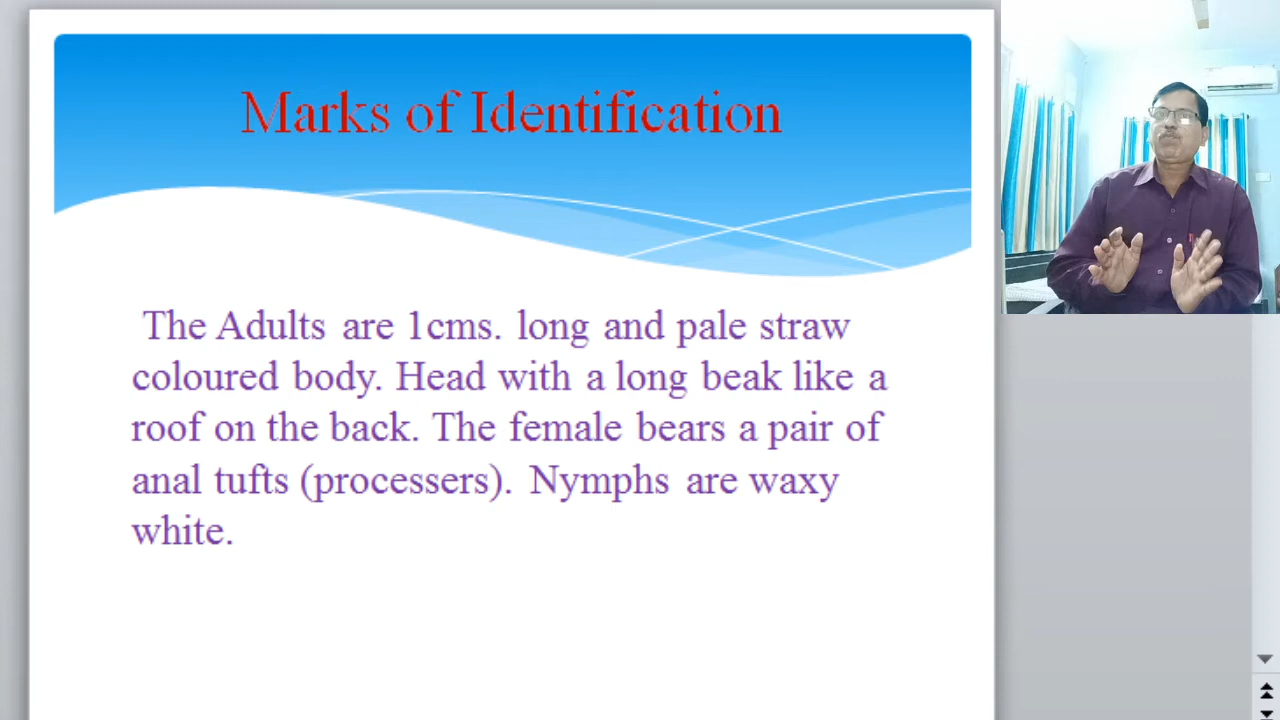 Marks of Identification
The Adults are 1cms. long and pale straw
coloured body. Head with a long beak like a
roof on the back. The female bears a pair of
anal tufts (processers). Nymphs are waxy
white.